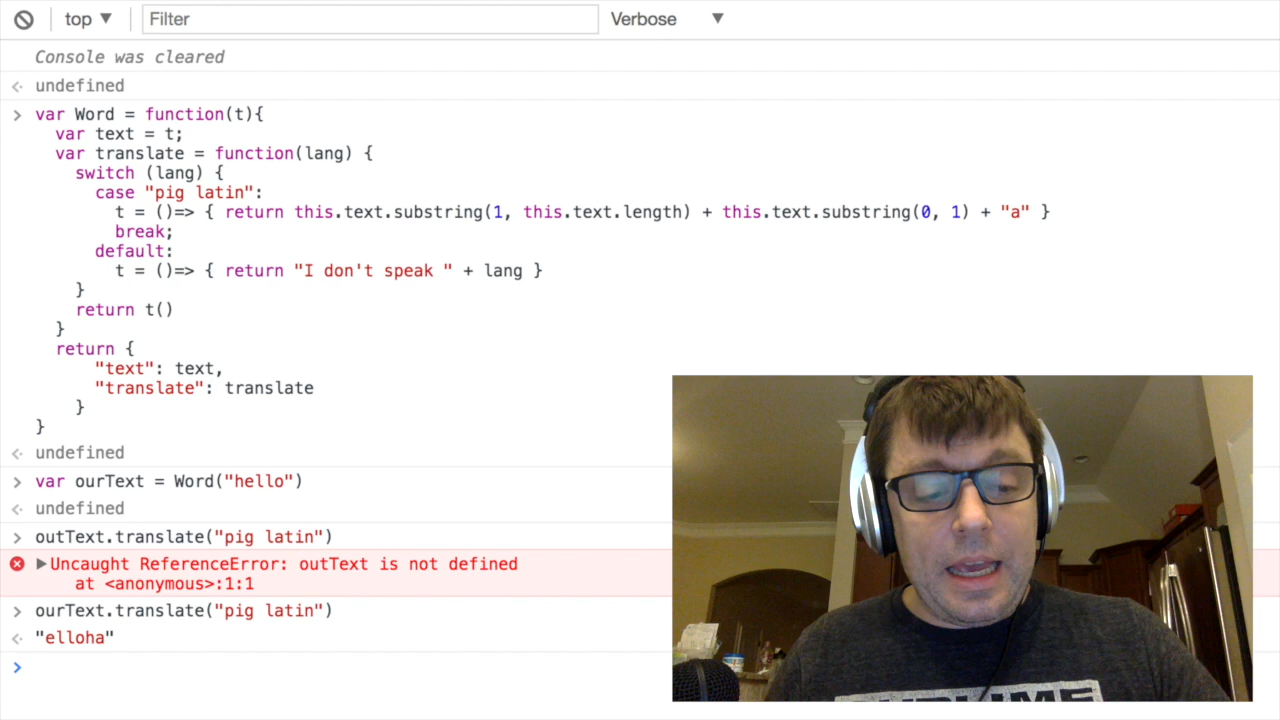 top ▼ Filter Verbose ▼
Console was cleared
undefined
var Word = function(t){
  var text = t;
  var translate = function(lang) {
    switch (lang) {
      case "pig latin":
        t = ()=> { return this.text.substring(1, this.text.length) + this.text.substring(0, 1) + "a" }
        break;
      default:
        t = ()=> { return "I don't speak " + lang }
    }
    return t()
  }
  return {
      "text": text,
      "translate": translate
    }
}
undefined
var ourText = Word("hello")
undefined
outText.translate("pig latin")
Uncaught ReferenceError: outText is not defined
    at <anonymous>:1:1
ourText.translate("pig latin")
"elloha"